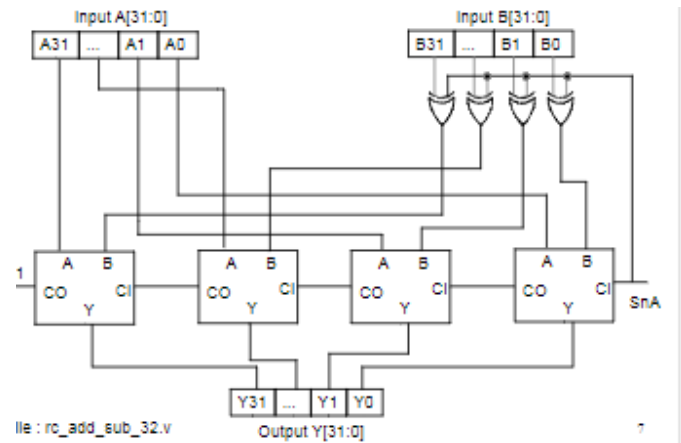 Input A[31:0] Input B[31:0]
A31 ... A1 A0 B31 ... B1 B0
A B A B A B A B
1 CO CI CO CI CO CI CO CI
Y Y Y Y
SnA
Y31 ... Y1 Y0
lle : rc_add_sub_32.v Output Y[31:0] 7